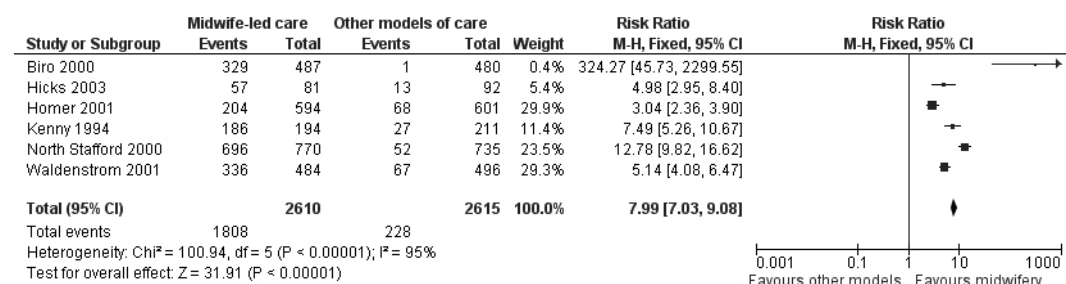 Midwife-led care Other models of care Risk Ratio Risk Ratio
Study or Subgroup Events Total Events Total Weight M-H, Fixed, 95% CI M-H, Fixed, 95% CI
Biro 2000 329 487 1 480 0.4% 324.27 [45.73, 2299.55]
Hicks 2003 57 81 13 92 5.4% 4.98 [2.95, 8.40]
Homer 2001 204 594 68 601 29.9% 3.04 [2.36, 3.90]
Kenny 1994 186 194 27 211 11.4% 7.49 [5.26, 10.67]
North Stafford 2000 696 770 52 735 23.5% 12.78 [9.82, 16.62]
Waldenstrom 2001 336 484 67 496 29.3% 5.14 [4.08, 6.47]
Total (95% CI) 2610 2615 100.0% 7.99 [7.03, 9.08]
Total events 1808 228
Heterogeneity: Chi² = 100.94, df = 5 (P < 0.00001); I² = 95%
Test for overall effect: Z = 31.91 (P < 0.00001)
0.001 0.1 1 10 1000
Favours other models Favours midwifery